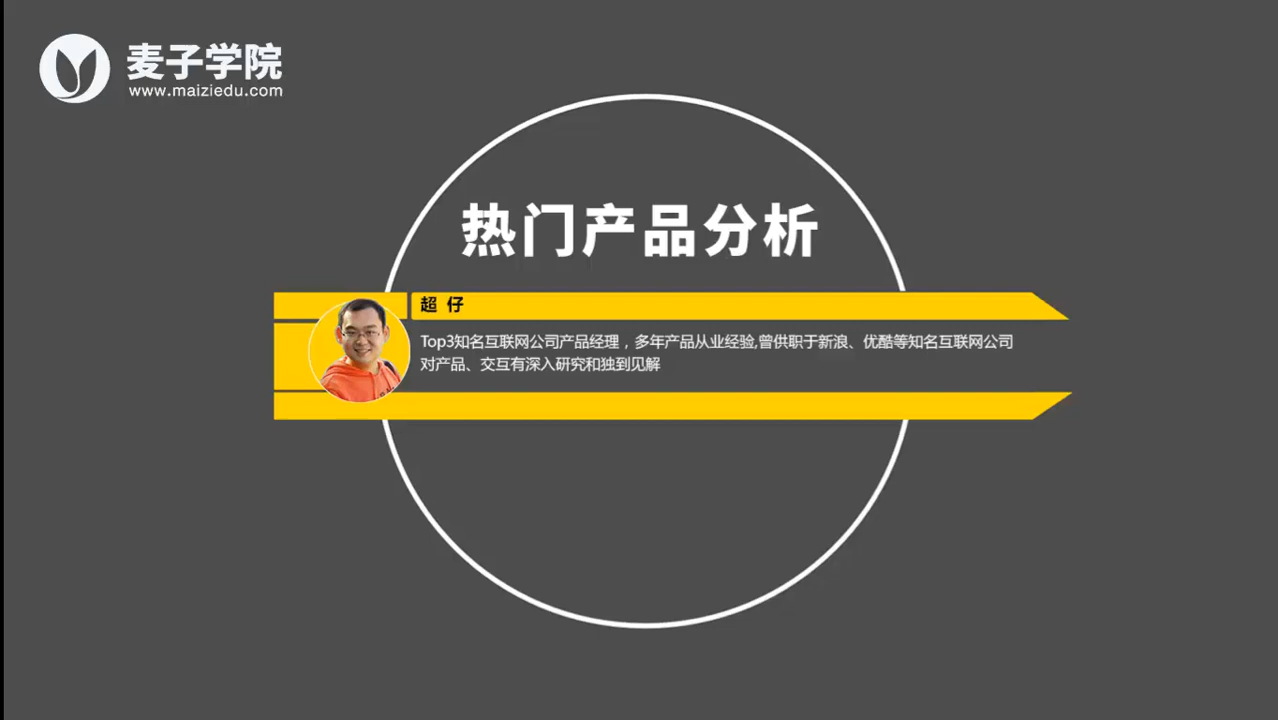 麦子学院
www.maiziedu.com
热门产品分析
超 仔
Top3知名互联网公司产品经理，多年产品从业经验,曾供职于新浪、优酷等知名互联网公司
对产品、交互有深入研究和独到见解